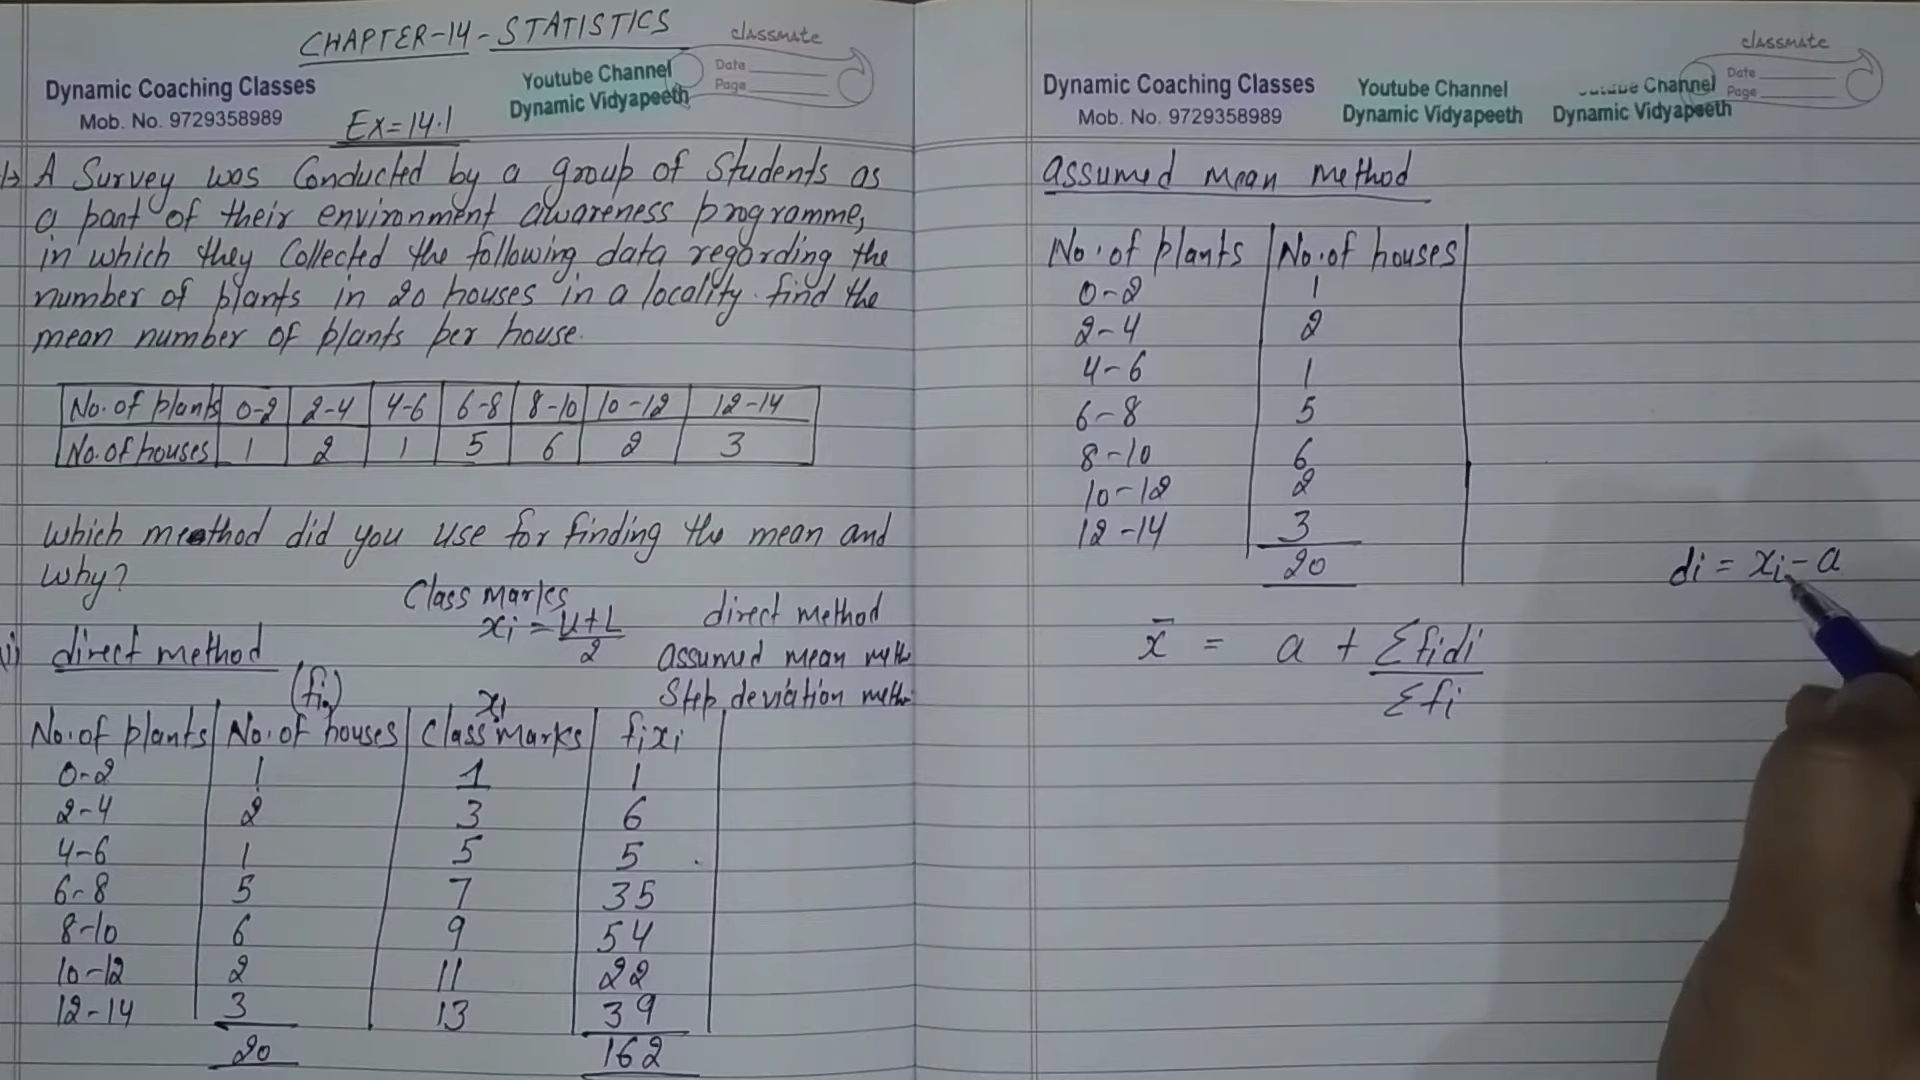 CHAPTER-14-STATISTICS
classmate
Date
Page
Dynamic Coaching Classes
Mob. No. 9729358989
Youtube Channel
Dynamic Vidyapeeth
Ex=14.1
1→ A Survey was Conducted by a group of Students as
a part of their environment awareness programme,
in which they Collected the following data regarding the
number of plants in 20 houses in a locality. find the
mean number of plants per house.
No. of plants 0-2 2-4 4-6 6-8 8-10 10-12 12-14
No. of houses 1 2 1 5 6 2 3
Which method did you use for finding the mean and
why?
Class Marks
xi = U+L
2
direct method
assumed mean meth
Step deviation meth
i) direct method
(fi) xi
No. of plants No. of houses Class Marks fixi
0-2 1 1 1
2-4 2 3 6
4-6 1 5 5
6-8 5 7 35
8-10 6 9 54
10-12 2 11 22
12-14 3 13 39
20 162
classmate
Date
Page
Dynamic Coaching Classes
Mob. No. 9729358989
Youtube Channel
Dynamic Vidyapeeth
Channel
Dynamic Vidyapeeth
assumed mean method
No. of plants No. of houses
0-2 1
2-4 2
4-6 1
6-8 5
8-10 6
10-12 2
12-14 3
20
di = xi - a
x̄ = a + Σfidi
Σfi